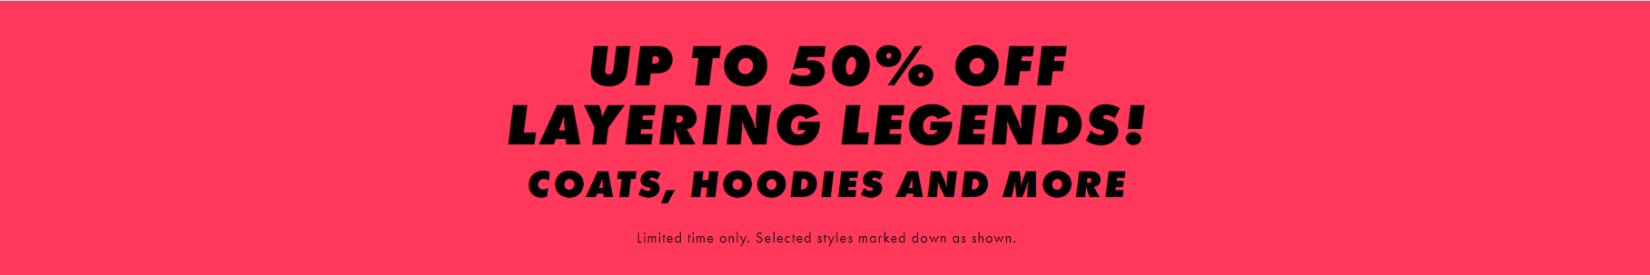 UP TO 50% OFF
LAYERING LEGENDS!
COATS, HOODIES AND MORE
Limited time only. Selected styles marked down as shown.